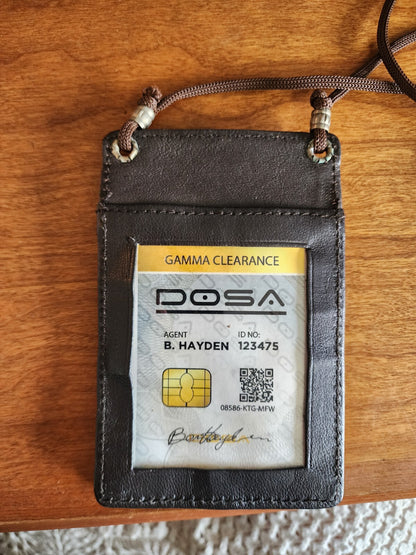 GAMMA CLEARANCE
DOSA
AGENT ID NO:
B. HAYDEN 123475
08586-KTG-MFW